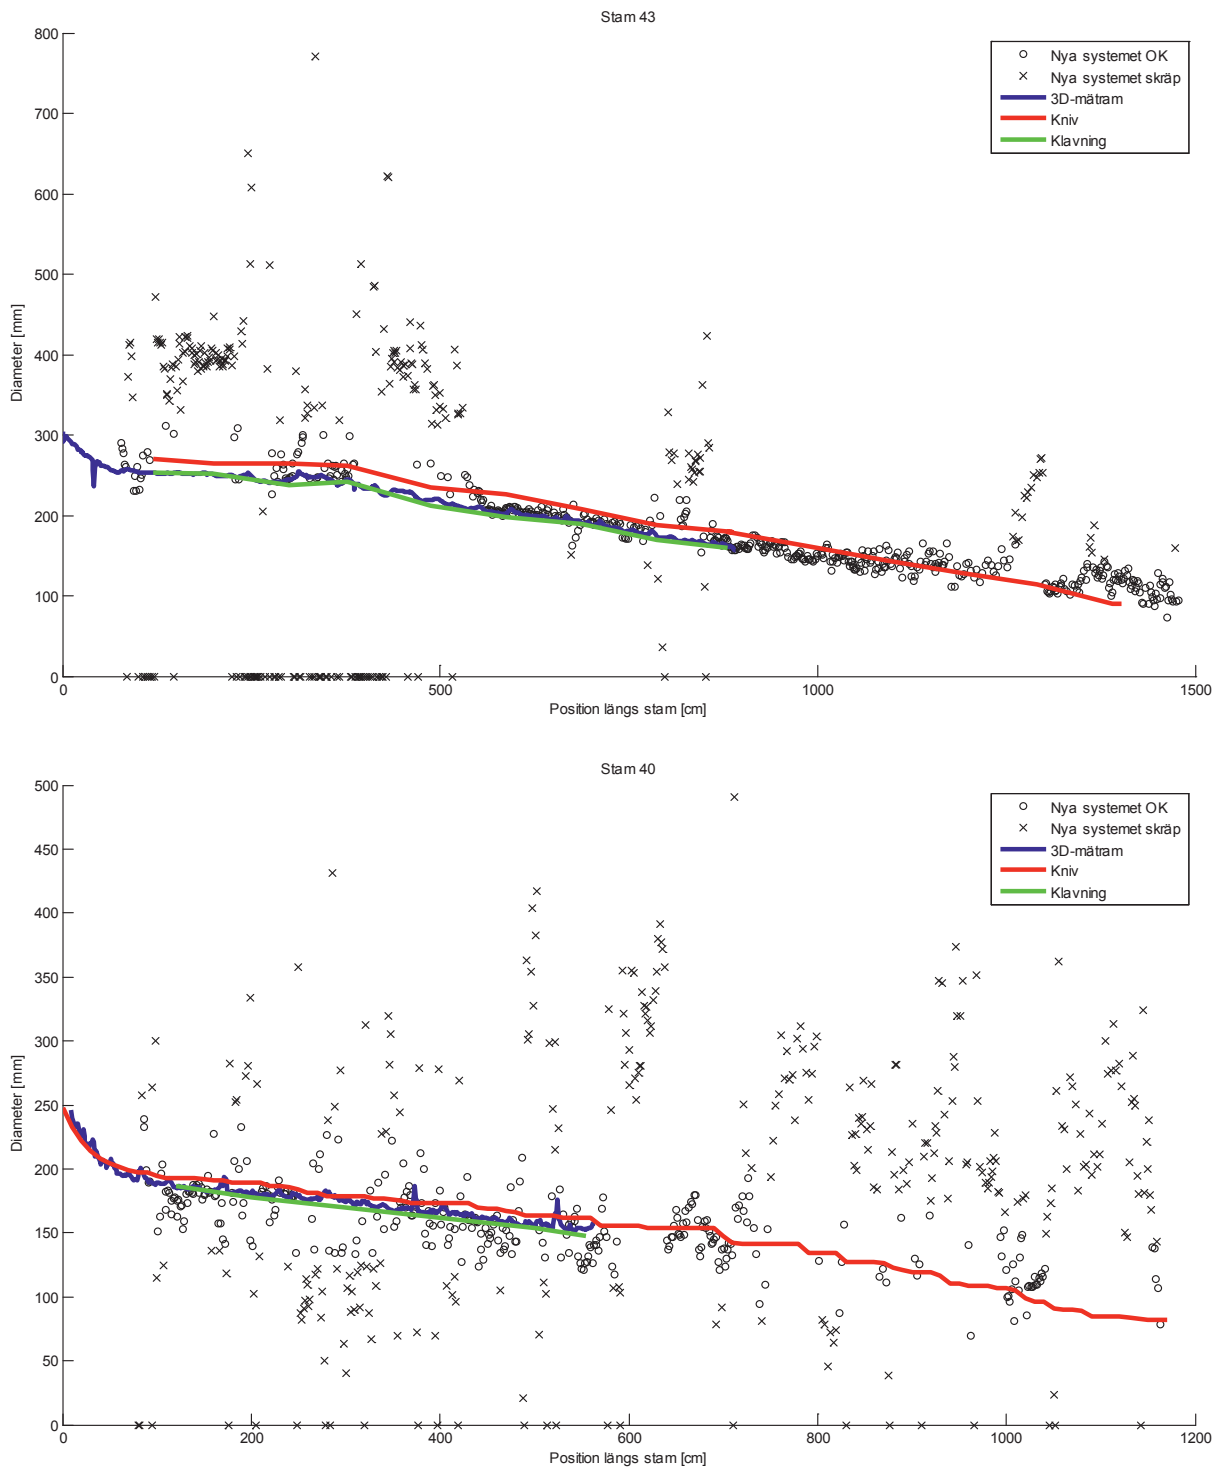 Stam 43
800
700
600
500
400
300
200
100
0
Diameter [mm]
0
500
1000
1500
Position längs stam [cm]
Nya systemet OK
Nya systemet skräp
3D-mätram
Kniv
Klavning
Stam 40
500
450
400
350
300
250
200
150
100
50
0
Diameter [mm]
0
200
400
600
800
1000
1200
Position längs stam [cm]
Nya systemet OK
Nya systemet skräp
3D-mätram
Kniv
Klavning